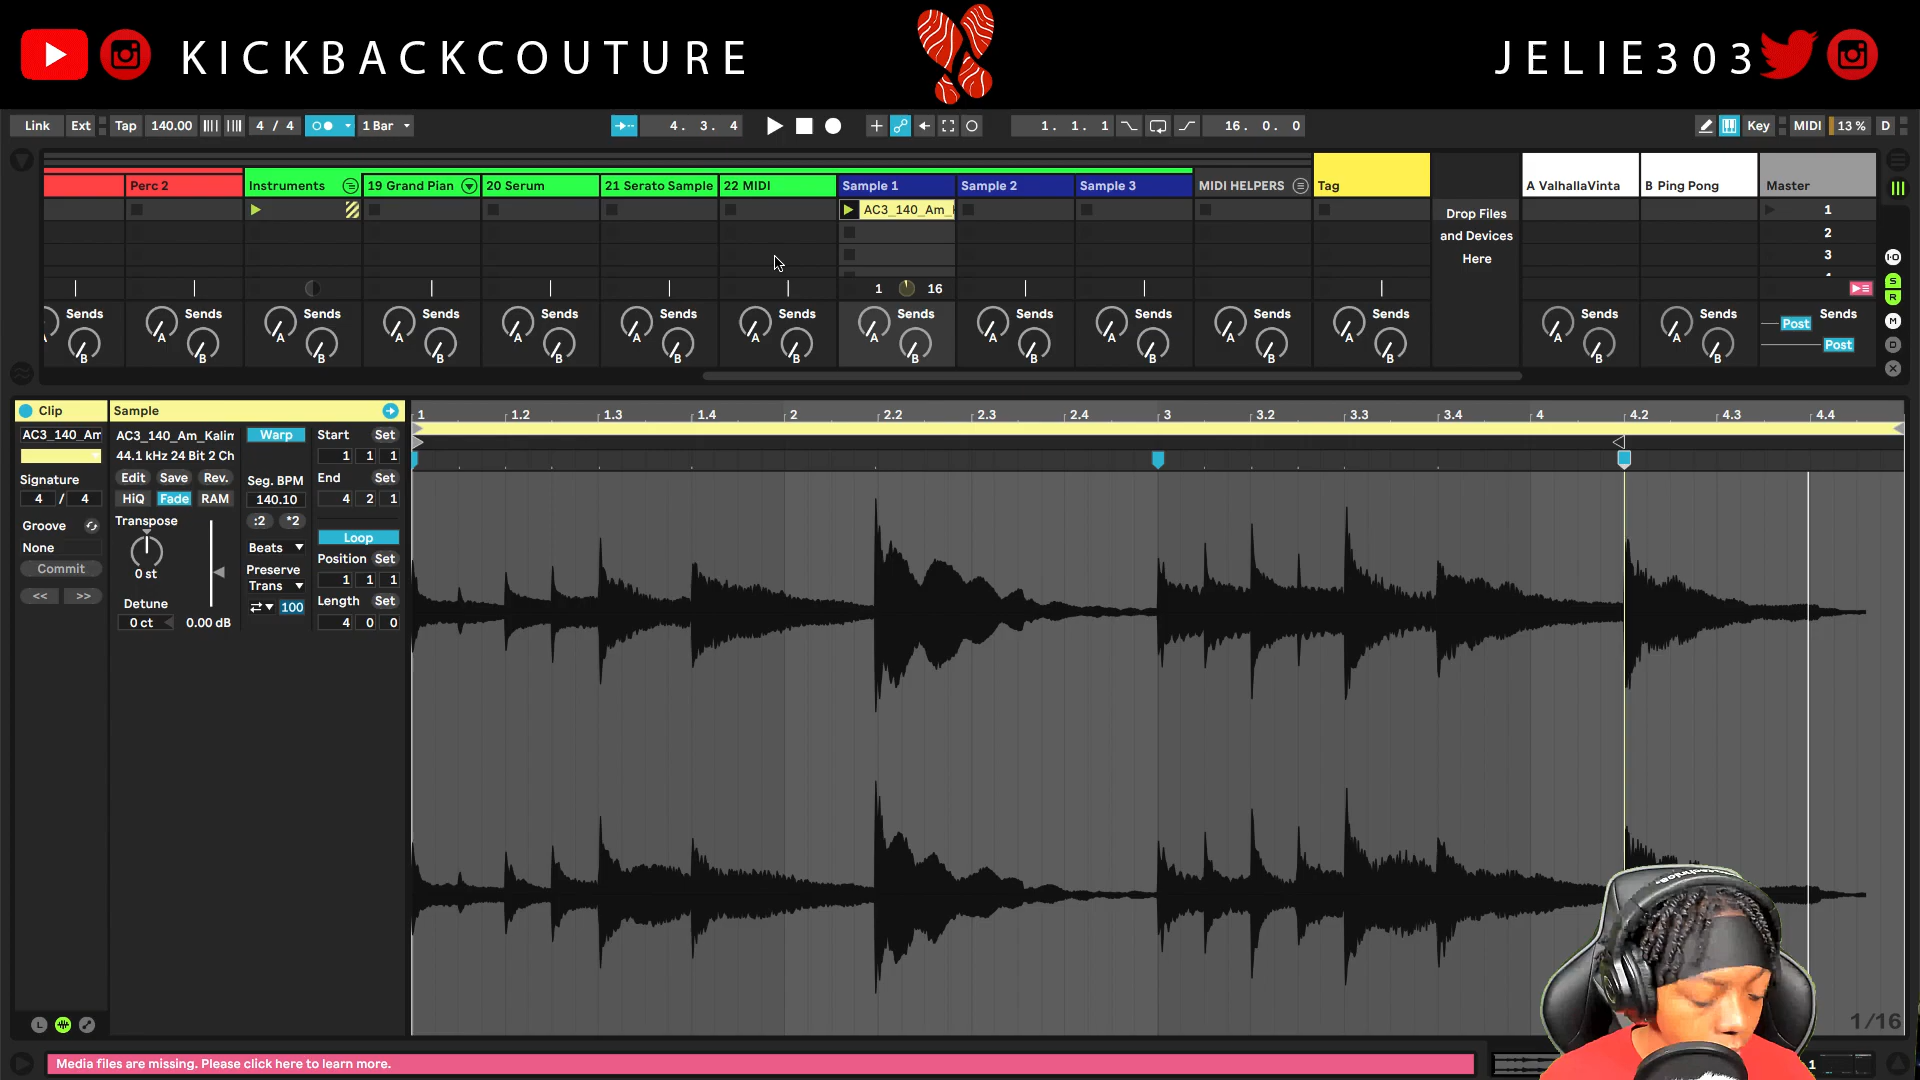 KICKBACKCOUTURE
JELIE303
Link Ext Tap 140.00 4 / 4 1 Bar 4. 3. 4 1. 1. 1 16. 0. 0 Key MIDI 13 % D
Perc 2 Instruments 19 Grand Pian 20 Serum 21 Serato Sample 22 MIDI Sample 1 Sample 2 Sample 3 MIDI HELPERS Tag A ValhallaVinta B Ping Pong Master
AC3_140_Am_ 1
Drop Files
and Devices
Here
2
3
1 16
Sends Sends Sends Sends Sends Sends Sends Sends Sends Sends Sends Sends Sends Sends Sends
A A A A A A A A A A A A A Post
B B B B B B B B B B B B B B Post
Clip Sample 1 1.2 1.3 1.4 2 2.2 2.3 2.4 3 3.2 3.3 3.4 4 4.2 4.3 4.4
AC3_140_Am AC3_140_Am_Kalim Warp Start Set
44.1 kHz 24 Bit 2 Ch 1 1 1
Signature Edit Save Rev. Seg. BPM End Set
4 / 4 HiQ Fade RAM 140.10 4 2 1
Groove Transpose :2 *2
None Beats Loop
Commit 0 st Preserve Position Set
Trans 1 1 1
<< >> Detune 100 Length Set
0 ct 0.00 dB 4 0 0
1/16
Media files are missing. Please click here to learn more. 1